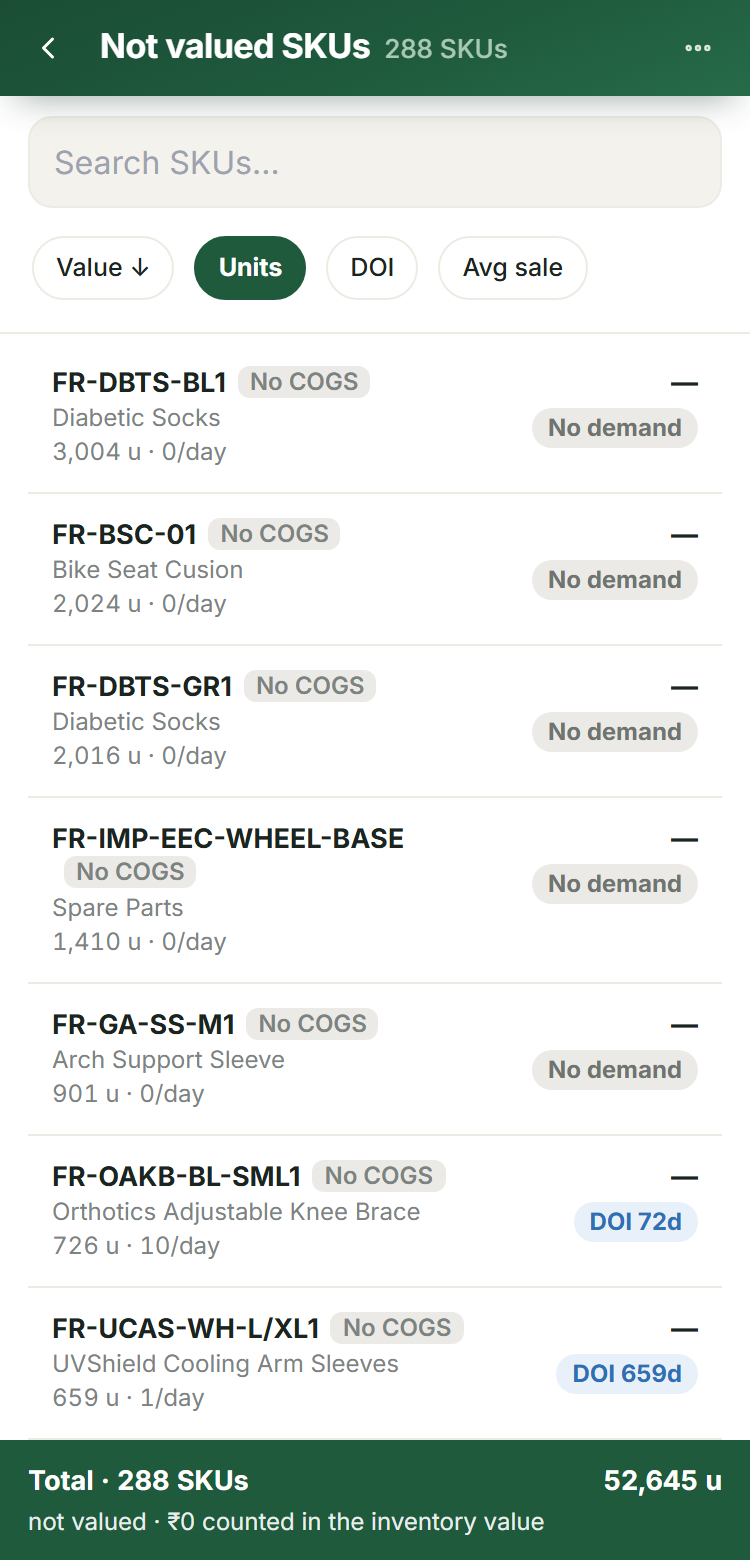 Not valued SKUs 288 SKUs
Search SKUs...
Value ↓ Units DOI Avg sale
FR-DBTS-BL1 No COGS —
Diabetic Socks No demand
3,004 u · 0/day
FR-BSC-01 No COGS —
Bike Seat Cusion No demand
2,024 u · 0/day
FR-DBTS-GR1 No COGS —
Diabetic Socks No demand
2,016 u · 0/day
FR-IMP-EEC-WHEEL-BASE —
No COGS No demand
Spare Parts
1,410 u · 0/day
FR-GA-SS-M1 No COGS —
Arch Support Sleeve No demand
901 u · 0/day
FR-OAKB-BL-SML1 No COGS —
Orthotics Adjustable Knee Brace DOI 72d
726 u · 10/day
FR-UCAS-WH-L/XL1 No COGS —
UVShield Cooling Arm Sleeves DOI 659d
659 u · 1/day
Total · 288 SKUs 52,645 u
not valued · ₹0 counted in the inventory value